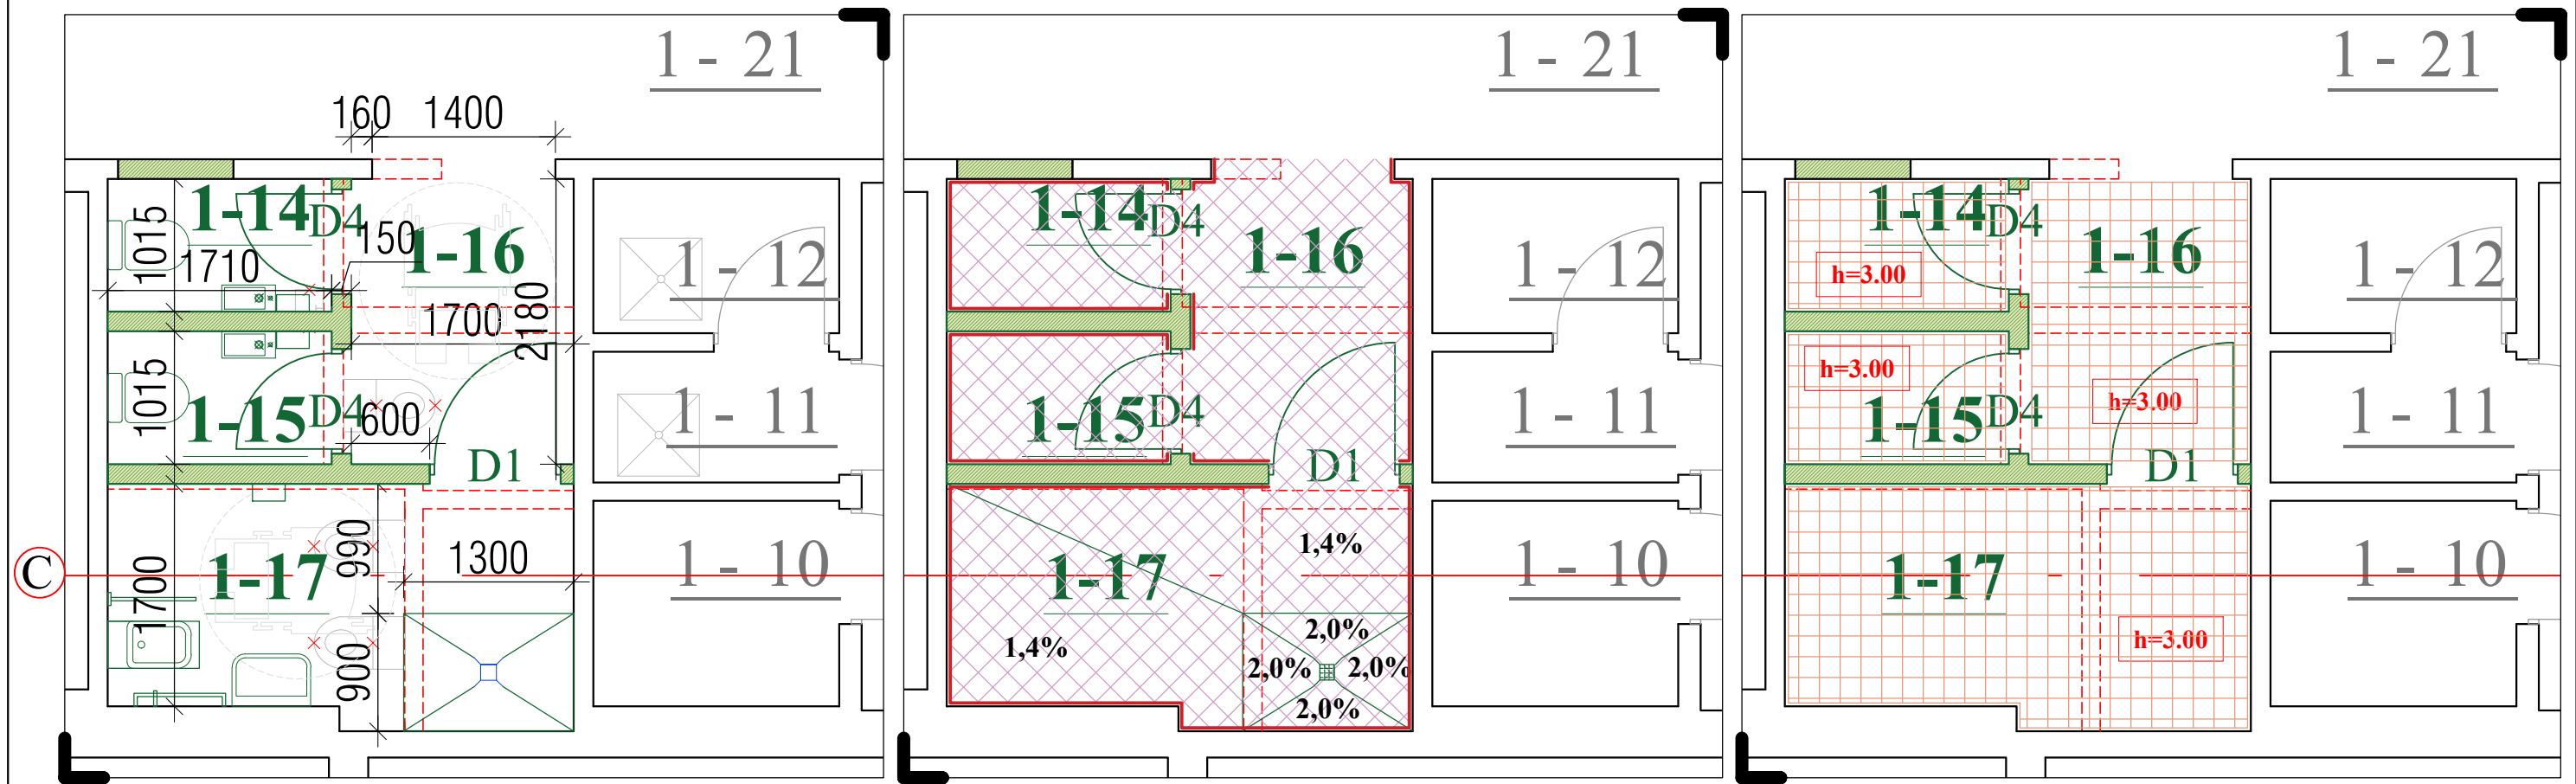 1 - 21
160
1400
1-14
D4
1015
150
1-16
1710
1 - 12
1700
2180
1015
1-15
D4
600
1 - 11
D1
C
1700
1-17
990
1300
1 - 10
900
1 - 21
1-14
D4
1-16
1 - 12
1-15
D4
1 - 11
D1
1,4%
1-17
1 - 10
1,4%
2,0%
2,0%
2,0%
2,0%
1 - 21
1-14
D4
1-16
h=3.00
1 - 12
h=3.00
h=3.00
1-15
D4
1 - 11
D1
1-17
1 - 10
h=3.00